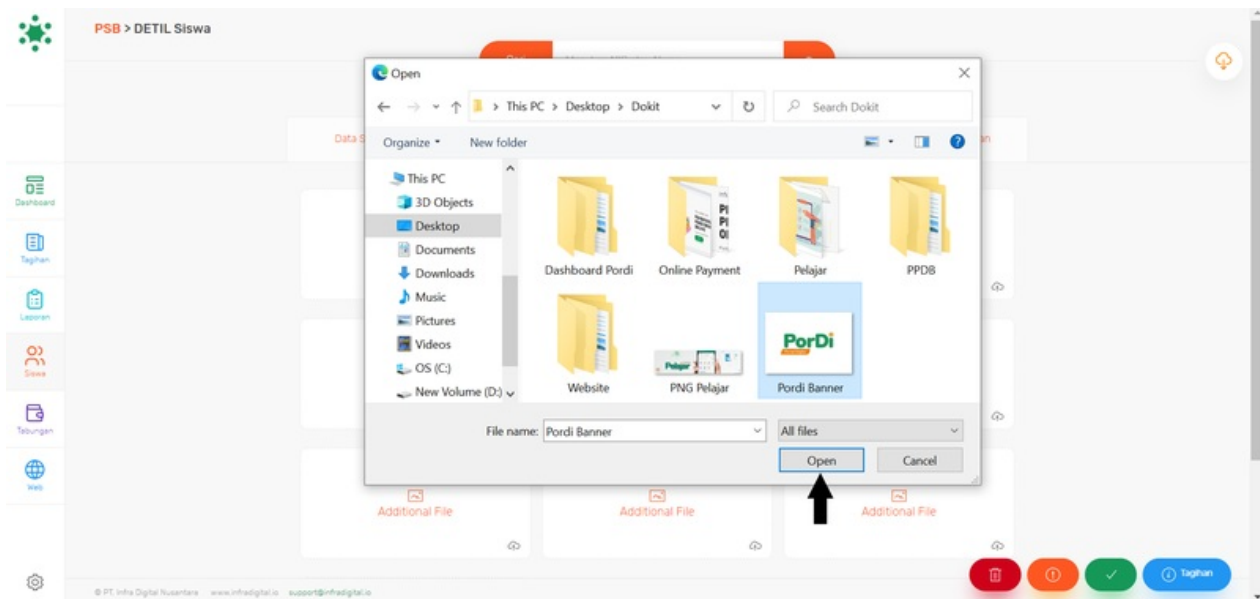 PSB > DETIL Siswa
Open
This PC > Desktop > Dokit
Search Dokit
Data S
an
Organize
New folder
This PC
3D Objects
Desktop
Documents
Downloads
Music
Pictures
Videos
OS (C:)
New Volume (D:)
Dashboard Pordi
Online Payment
Pelajar
PPDB
PorDi
Website
Pelajar
PNG Pelajar
Pordi Banner
File name: Pordi Banner
All files
Open
Cancel
Dashboard
Tagihan
Laporan
Siswa
Tabungan
Web
Additional File
Additional File
Additional File
Tagihan
© PT. Infra Digital Nusantara www.infradigital.io support@infradigital.io